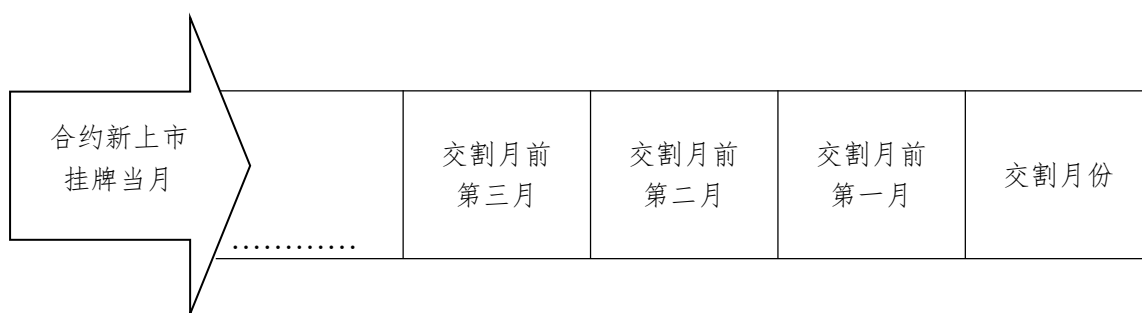 合约新上市
挂牌当月
…………
交割月前
第三月
交割月前
第二月
交割月前
第一月
交割月份